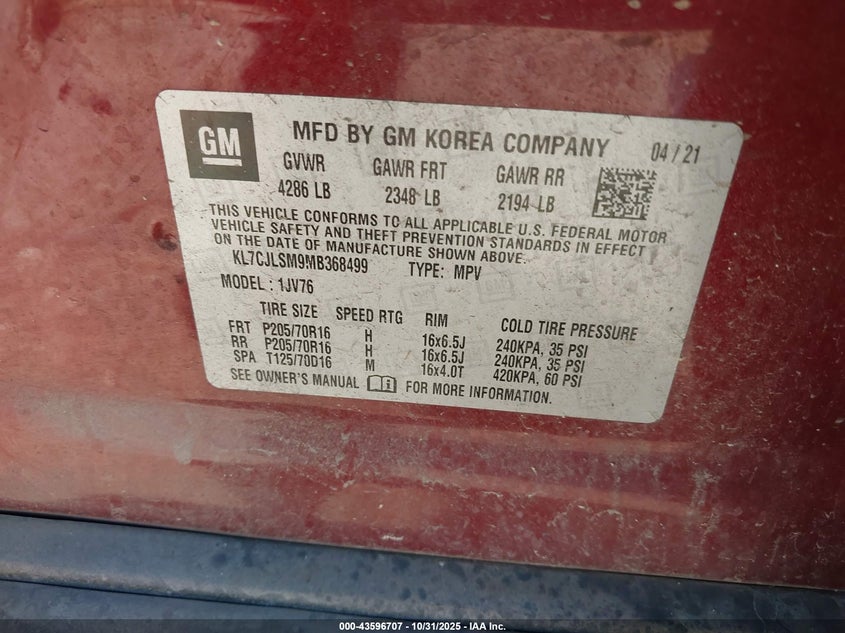 GM
MFD BY GM KOREA COMPANY 04 / 21
GVWR GAWR FRT GAWR RR
4286 LB 2348 LB 2194 LB
THIS VEHICLE CONFORMS TO ALL APPLICABLE U.S. FEDERAL MOTOR
VEHICLE SAFETY AND THEFT PREVENTION STANDARDS IN EFFECT
ON THE DATE OF MANUFACTURE SHOWN ABOVE.
KL7CJLSM9MB368499 TYPE: MPV
MODEL : 1JV76
TIRE SIZE SPEED RTG RIM COLD TIRE PRESSURE
FRT P205/70R16 H 16x6.5J 240KPA, 35 PSI
RR P205/70R16 H 16x6.5J 240KPA, 35 PSI
SPA T125/70D16 M 16x4.0T 420KPA, 60 PSI
SEE OWNER'S MANUAL FOR MORE INFORMATION.
000-43596707 - 10/31/2025 - IAA Inc.